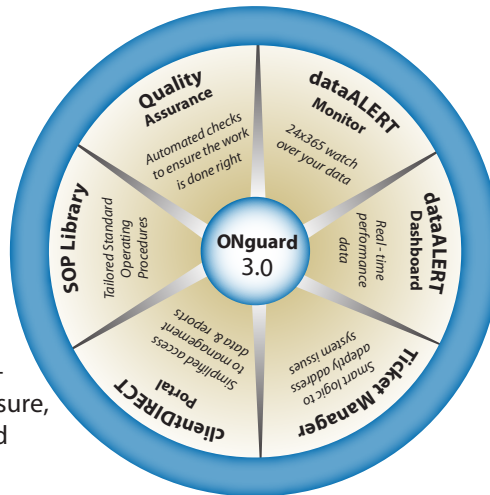 Quality
Assurance
Automated checks
to ensure the work
is done right
dataALERT
Monitor
24x365 watch
over your data
dataALERT
Dashboard
Real - time
performance
data
Ticket Manager
Smart logic to
adeptly address
system issues
clientDIRECT
Portal
Simplified access
to management
data & reports
SOP Library
Tailored Standard
Operating
Procedures
ONguard
3.0